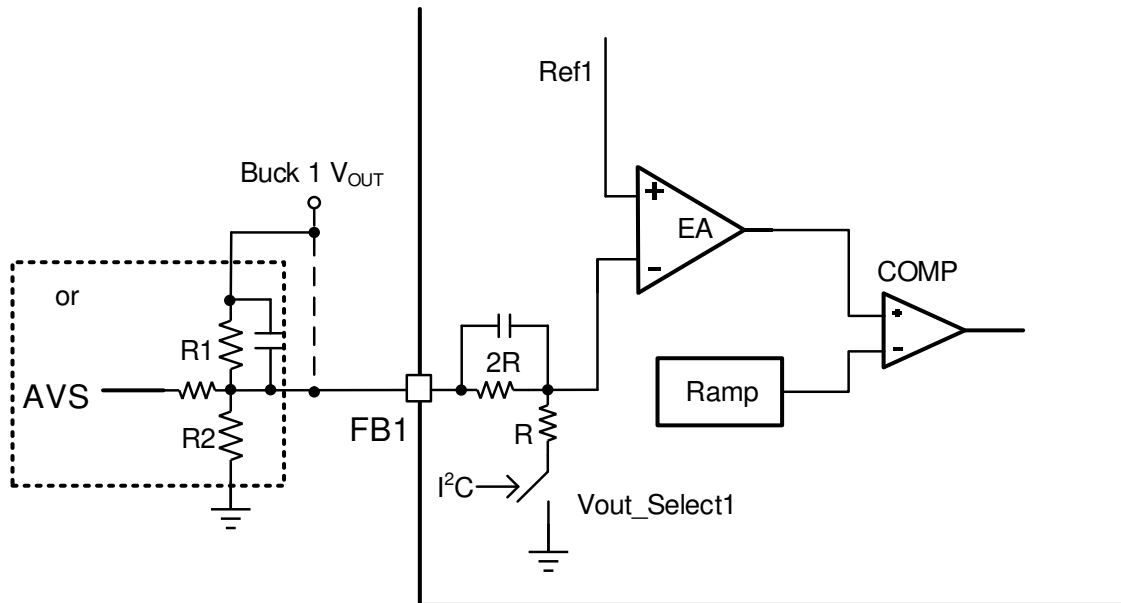 Ref1
Buck 1 VOUT
EA
COMP
or
R1
2R
Ramp
AVS
FB1
R2
R
I²C
Vout_Select1